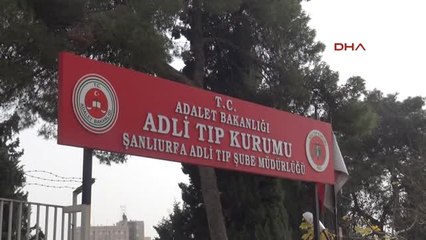 DHA
T.C.
ADALET BAKANLIĞI
ADLİ TIP KURUMU
ŞANLIURFA ADLİ TIP ŞUBE MÜDÜRLÜĞÜ